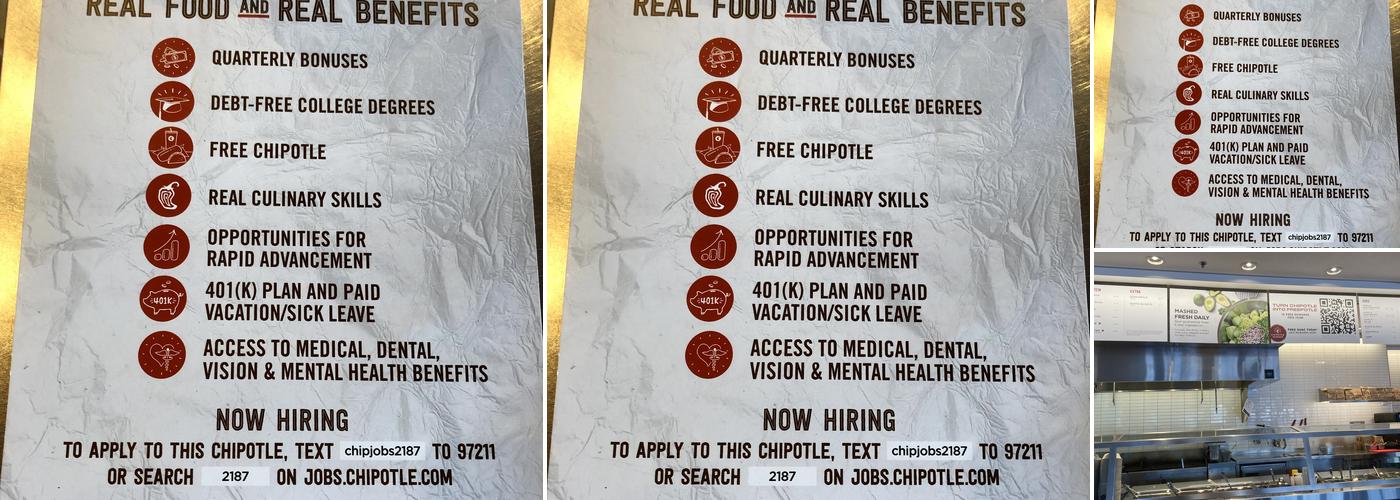 REAL FOOD AND REAL BENEFITS
QUARTERLY BONUSES
DEBT-FREE COLLEGE DEGREES
FREE CHIPOTLE
REAL CULINARY SKILLS
OPPORTUNITIES FOR
RAPID ADVANCEMENT
401K
401(K) PLAN AND PAID
VACATION/SICK LEAVE
ACCESS TO MEDICAL, DENTAL,
VISION & MENTAL HEALTH BENEFITS
NOW HIRING
TO APPLY TO THIS CHIPOTLE, TEXT chipjobs2187 TO 97211
OR SEARCH 2187 ON JOBS.CHIPOTLE.COM
REAL FOOD AND REAL BENEFITS
QUARTERLY BONUSES
DEBT-FREE COLLEGE DEGREES
FREE CHIPOTLE
REAL CULINARY SKILLS
OPPORTUNITIES FOR
RAPID ADVANCEMENT
401K
401(K) PLAN AND PAID
VACATION/SICK LEAVE
ACCESS TO MEDICAL, DENTAL,
VISION & MENTAL HEALTH BENEFITS
NOW HIRING
TO APPLY TO THIS CHIPOTLE, TEXT chipjobs2187 TO 97211
OR SEARCH 2187 ON JOBS.CHIPOTLE.COM
QUARTERLY BONUSES
DEBT-FREE COLLEGE DEGREES
FREE CHIPOTLE
REAL CULINARY SKILLS
OPPORTUNITIES FOR
RAPID ADVANCEMENT
401K
401(K) PLAN AND PAID
VACATION/SICK LEAVE
ACCESS TO MEDICAL, DENTAL,
VISION & MENTAL HEALTH BENEFITS
NOW HIRING
TO APPLY TO THIS CHIPOTLE, TEXT chipjobs2187 TO 97211
MASHED
FRESH DAILY
TURN CHIPOTLE
INTO FREEPOTLE